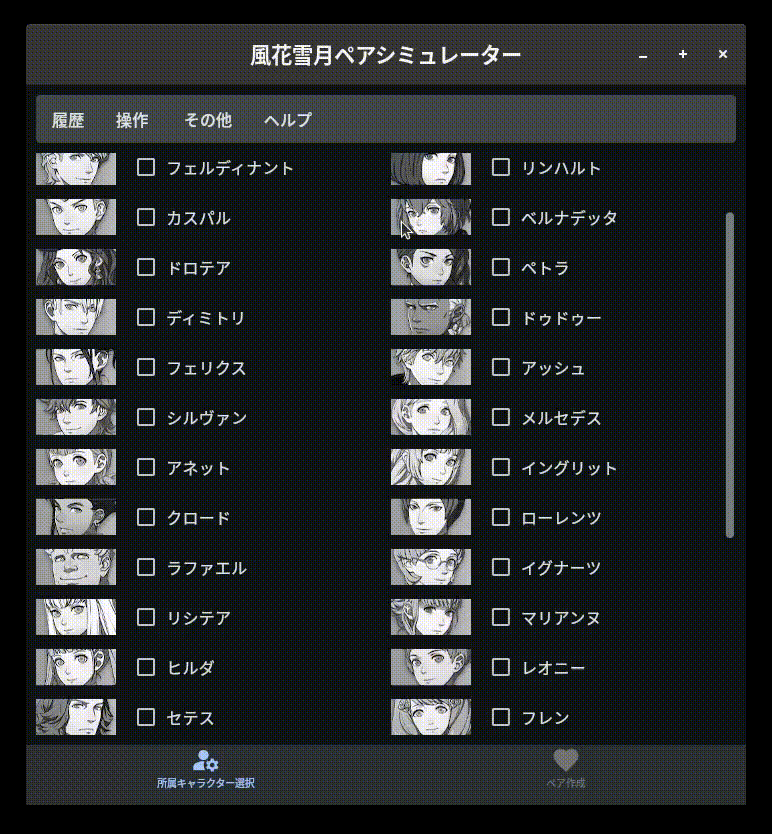 風花雪月ペアシミュレーター
履歴 操作 その他 ヘルプ
フェルディナント リンハルト
カスパル ベルナデッタ
ドロテア ペトラ
ディミトリ ドゥドゥー
フェリクス アッシュ
シルヴァン メルセデス
アネット イングリット
クロード ローレンツ
ラファエル イグナーツ
リシテア マリアンヌ
ヒルダ レオニー
セテス フレン
所属キャラクター選択 ペア作成